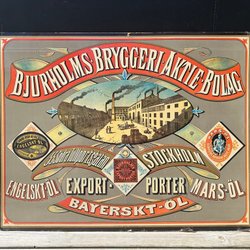 BJURHOLMS BRYGGERI AKTIE-BOLAG
STOCKHOLM
ENGELSKT-ÖL EXPORT- PORTER MARS-ÖL
BAYERSKT-ÖL